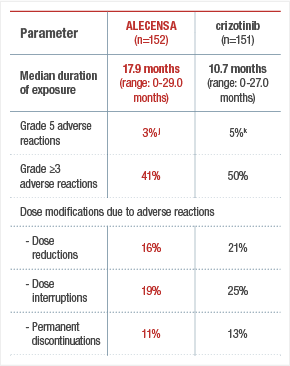 Parameter
ALECENSA
(n=152)
crizotinib
(n=151)
Median duration
of exposure
17.9 months
(range: 0-29.0
months)
10.7 months
(range: 0-27.0
months)
Grade 5 adverse
reactions
3%ʲ
5%ᵏ
Grade ≥3
adverse reactions
41%
50%
Dose modifications due to adverse reactions
- Dose
reductions
16%
21%
- Dose
interruptions
19%
25%
- Permanent
discontinuations
11%
13%